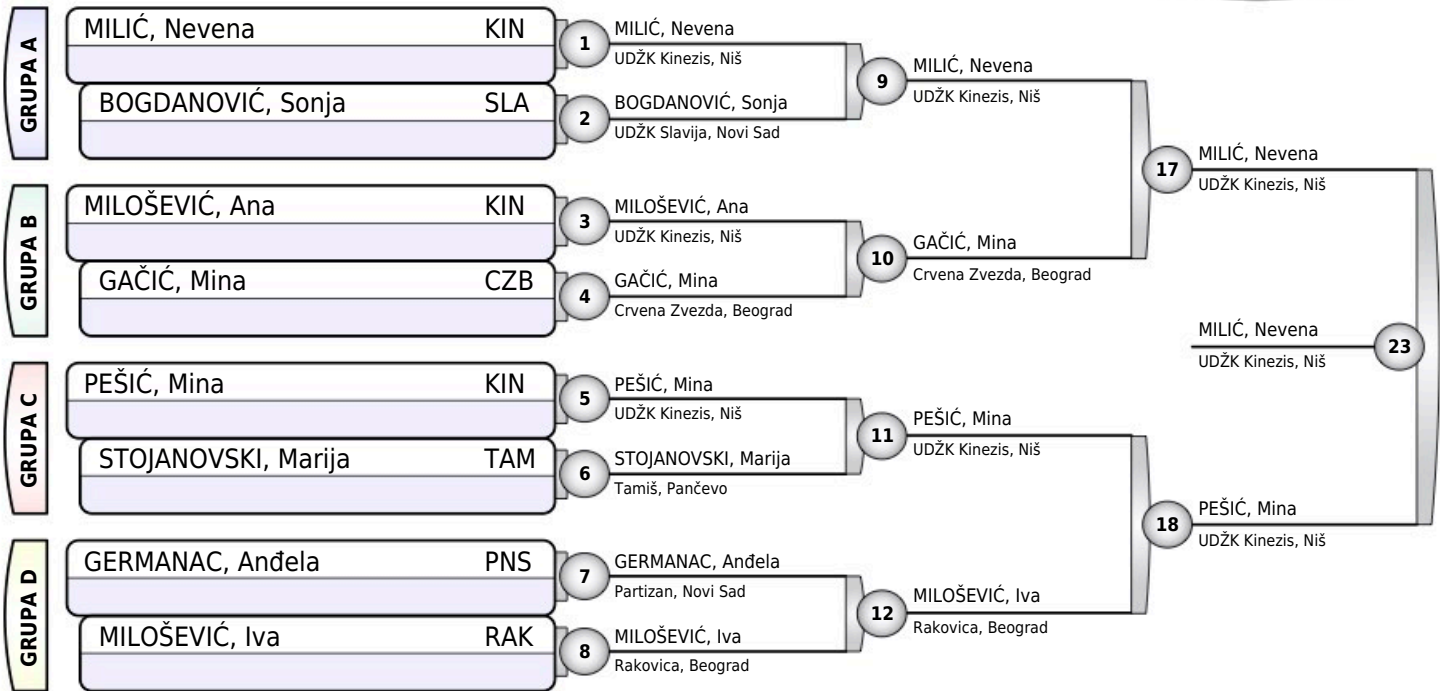 GRUPA A
MILIĆ, Nevena KIN
BOGDANOVIĆ, Sonja SLA
1
MILIĆ, Nevena
UDŽK Kinezis, Niš
2
BOGDANOVIĆ, Sonja
UDŽK Slavija, Novi Sad
9
MILIĆ, Nevena
UDŽK Kinezis, Niš
GRUPA B
MILOŠEVIĆ, Ana KIN
GAČIĆ, Mina CZB
3
MILOŠEVIĆ, Ana
UDŽK Kinezis, Niš
4
GAČIĆ, Mina
Crvena Zvezda, Beograd
10
GAČIĆ, Mina
Crvena Zvezda, Beograd
17
MILIĆ, Nevena
UDŽK Kinezis, Niš
GRUPA C
PEŠIĆ, Mina KIN
STOJANOVSKI, Marija TAM
5
PEŠIĆ, Mina
UDŽK Kinezis, Niš
6
STOJANOVSKI, Marija
Tamiš, Pančevo
11
PEŠIĆ, Mina
UDŽK Kinezis, Niš
GRUPA D
GERMANAC, Anđela PNS
MILOŠEVIĆ, Iva RAK
7
GERMANAC, Anđela
Partizan, Novi Sad
8
MILOŠEVIĆ, Iva
Rakovica, Beograd
12
MILOŠEVIĆ, Iva
Rakovica, Beograd
18
PEŠIĆ, Mina
UDŽK Kinezis, Niš
MILIĆ, Nevena
UDŽK Kinezis, Niš
23